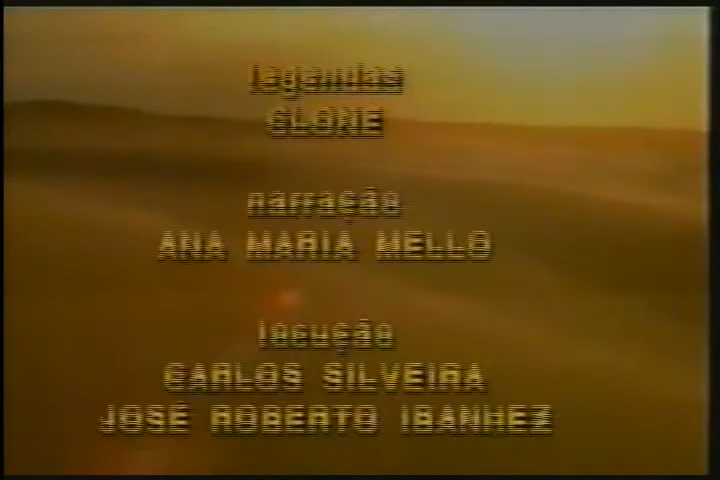 legendas
CLONE
narração
ANA MARIA MELLO
locução
CARLOS SILVEIRA
JOSÉ ROBERTO IBANHEZ